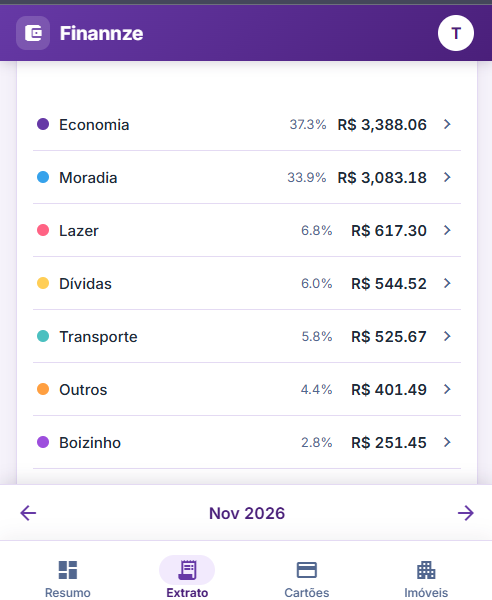 Finannze
T
Economia 37.3% R$ 3,388.06
Moradia 33.9% R$ 3,083.18
Lazer 6.8% R$ 617.30
Dívidas 6.0% R$ 544.52
Transporte 5.8% R$ 525.67
Outros 4.4% R$ 401.49
Boizinho 2.8% R$ 251.45
Nov 2026
Resumo Extrato Cartões Imóveis